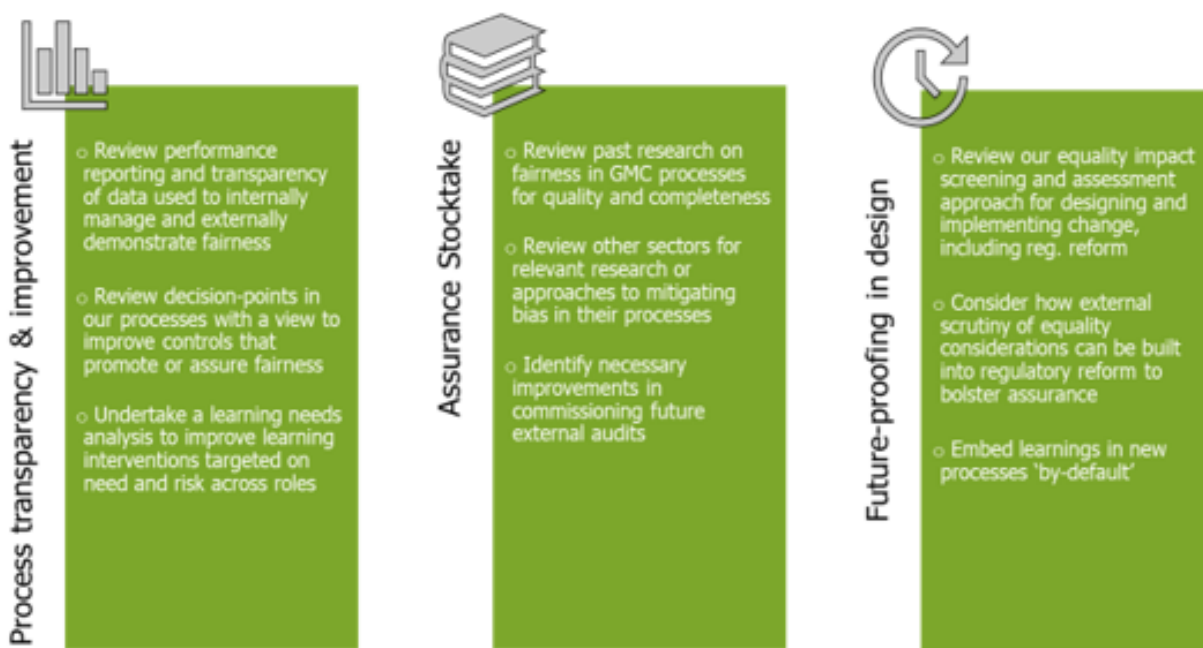 Process transparency & improvement
○ Review performance
reporting and transparency
of data used to internally
manage and externally
demonstrate fairness
○ Review decision-points in
our processes with a view to
improve controls that
promote or assure fairness
○ Undertake a learning needs
analysis to improve learning
interventions targeted on
need and risk across roles
Assurance Stocktake
○ Review past research on
fairness in GMC processes
for quality and completeness
○ Review other sectors for
relevant research or
approaches to mitigating
bias in their processes
○ Identify necessary
improvements in
commissioning future
external audits
Future-proofing in design
○ Review our equality impact
screening and assessment
approach for designing and
implementing change,
including reg. reform
○ Consider how external
scrutiny of equality
considerations can be built
into regulatory reform to
bolster assurance
○ Embed learnings in new
processes ‘by-default’